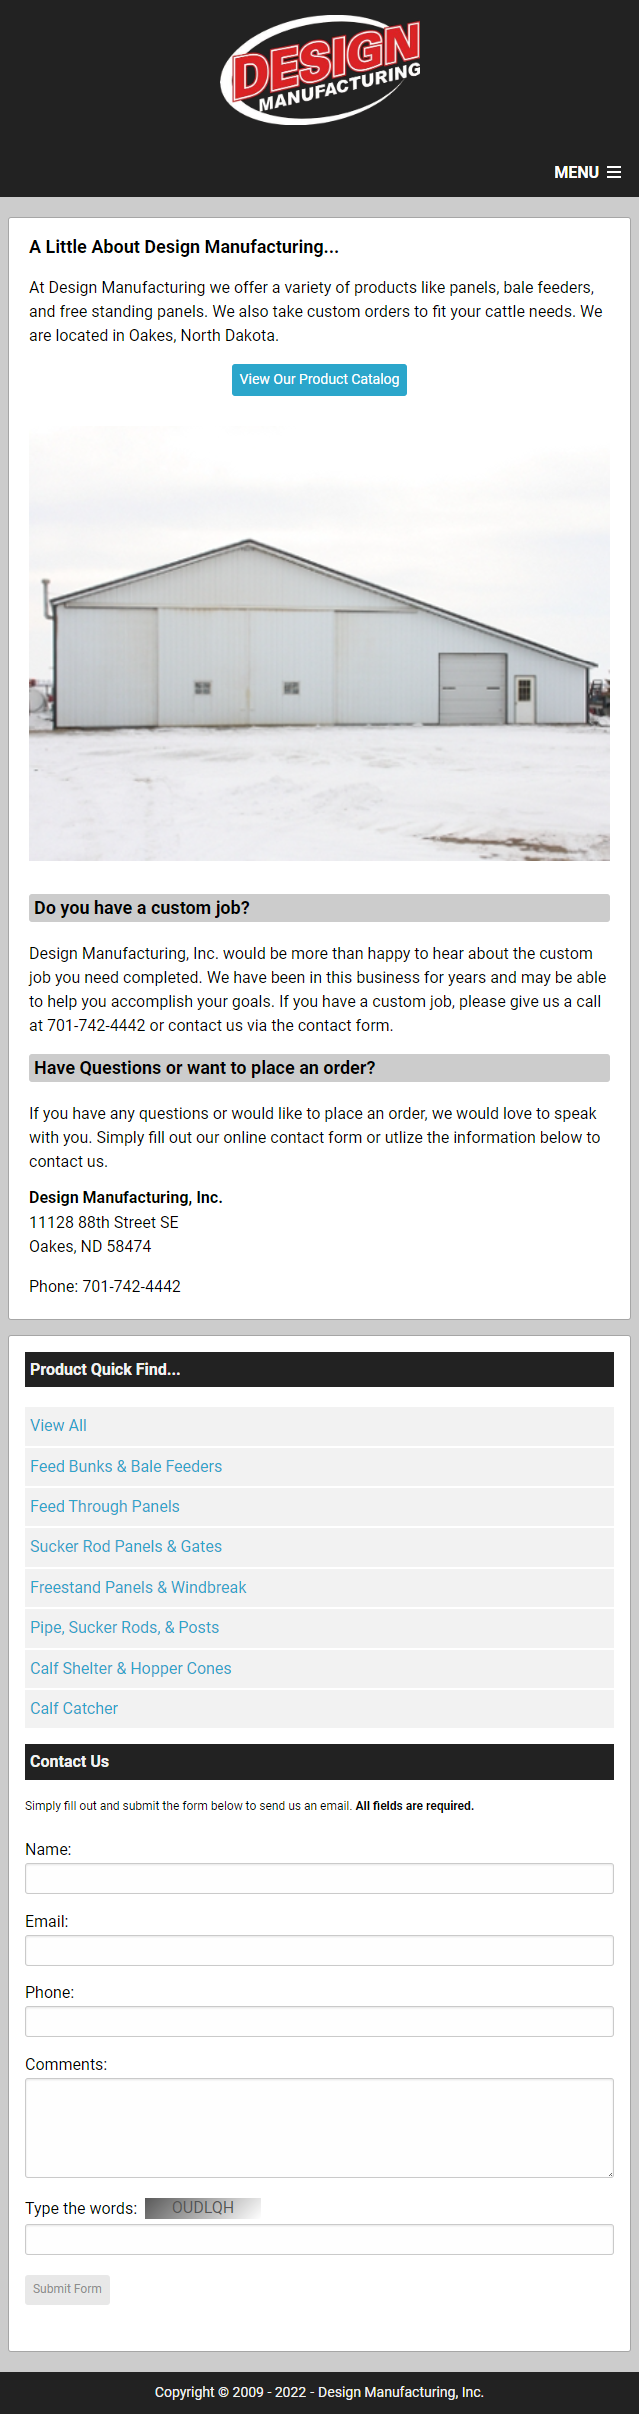 DESIGN
MANUFACTURING
MENU
A Little About Design Manufacturing...
At Design Manufacturing we offer a variety of products like panels, bale feeders,
and free standing panels. We also take custom orders to fit your cattle needs. We
are located in Oakes, North Dakota.
View Our Product Catalog
Do you have a custom job?
Design Manufacturing, Inc. would be more than happy to hear about the custom
job you need completed. We have been in this business for years and may be able
to help you accomplish your goals. If you have a custom job, please give us a call
at 701-742-4442 or contact us via the contact form.
Have Questions or want to place an order?
If you have any questions or would like to place an order, we would love to speak
with you. Simply fill out our online contact form or utlize the information below to
contact us.
Design Manufacturing, Inc.
11128 88th Street SE
Oakes, ND 58474
Phone: 701-742-4442
Product Quick Find...
View All
Feed Bunks & Bale Feeders
Feed Through Panels
Sucker Rod Panels & Gates
Freestand Panels & Windbreak
Pipe, Sucker Rods, & Posts
Calf Shelter & Hopper Cones
Calf Catcher
Contact Us
Simply fill out and submit the form below to send us an email. All fields are required.
Name:
Email:
Phone:
Comments:
Type the words: OUDLQH
Submit Form
Copyright © 2009 - 2022 - Design Manufacturing, Inc.